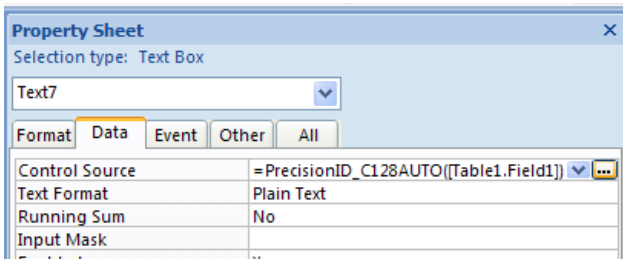 Property Sheet
Selection type: Text Box
Text7
Format Data Event Other All
Control Source =PrecisionID_C128AUTO([Table1.Field1])
Text Format Plain Text
Running Sum No
Input Mask